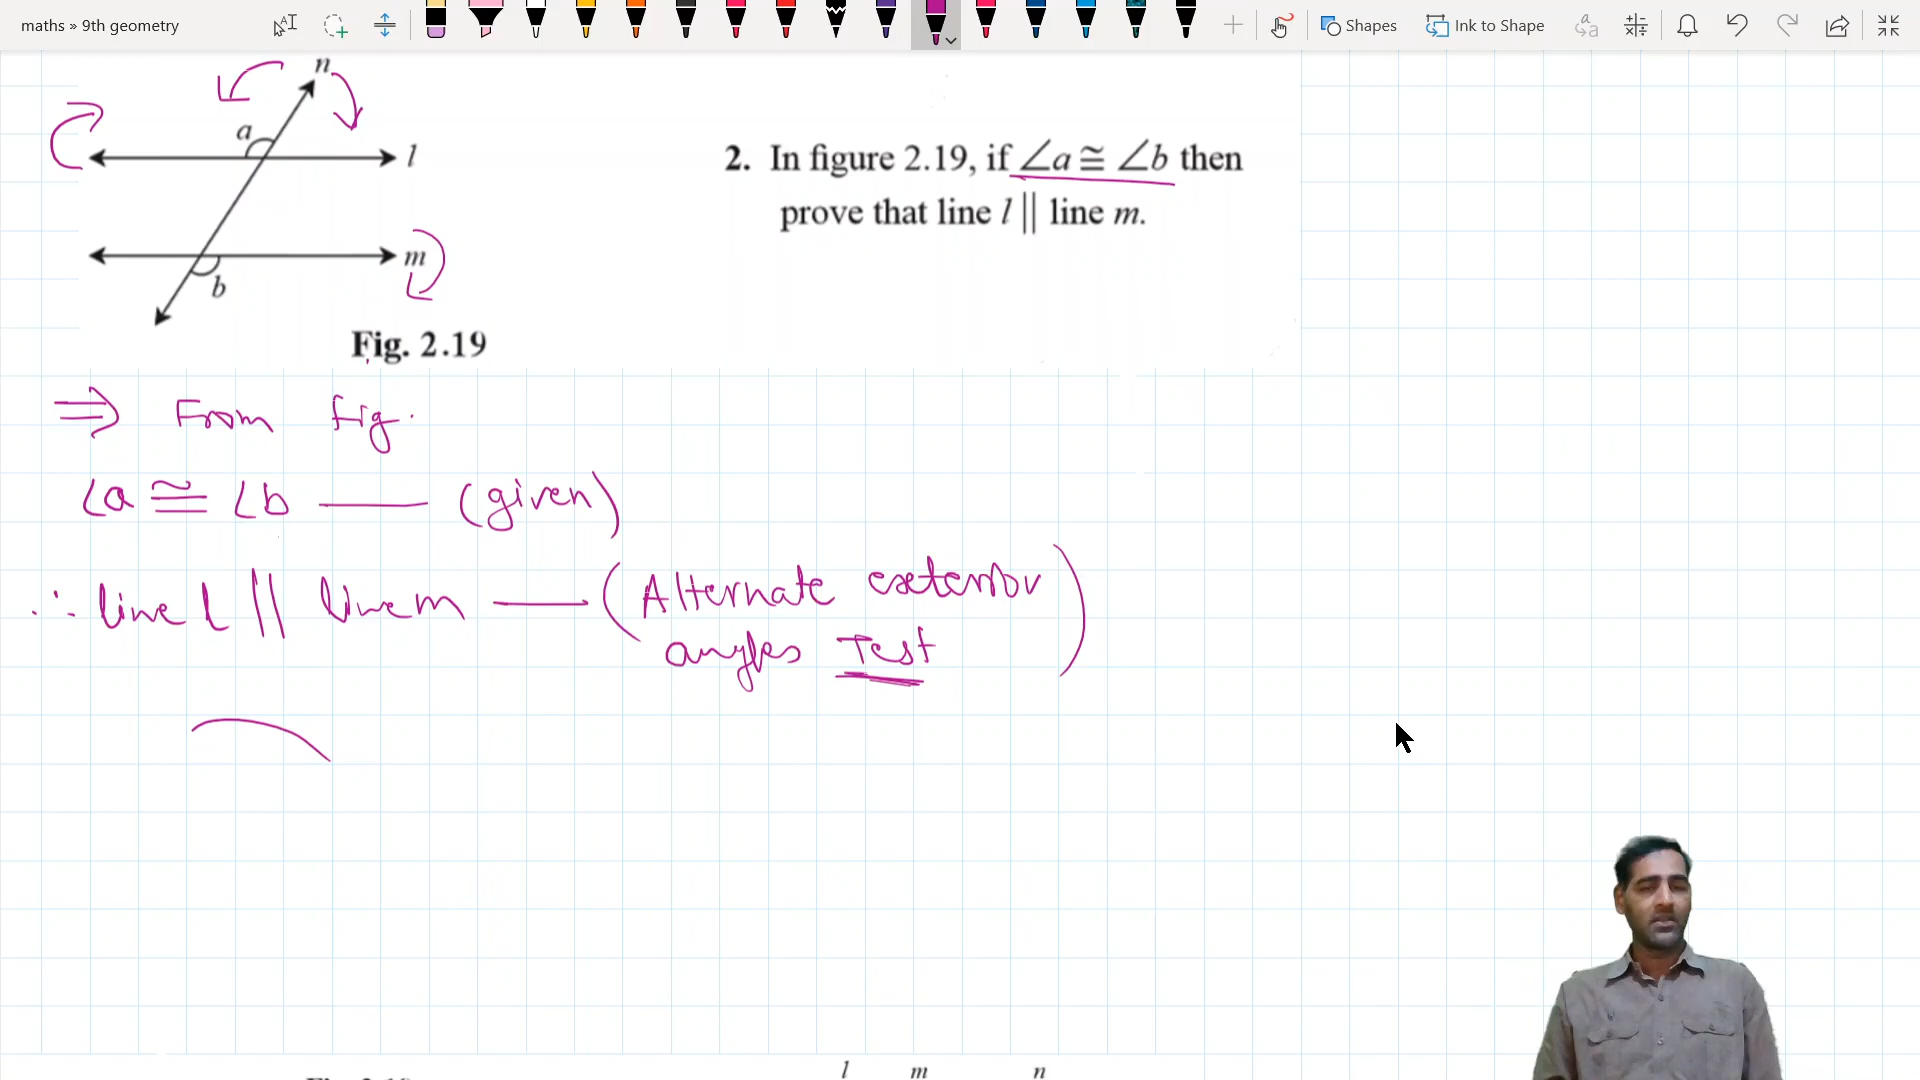 maths » 9th geometry
Shapes
Ink to Shape
n
a
l
m
b
Fig. 2.19
2. In figure 2.19, if ∠a ≅ ∠b then
prove that line l || line m.
⇒ From fig.
∠a ≅ ∠b —— (given)
∴ line l || line m —— (Alternate exterior
angles Test)
l m n